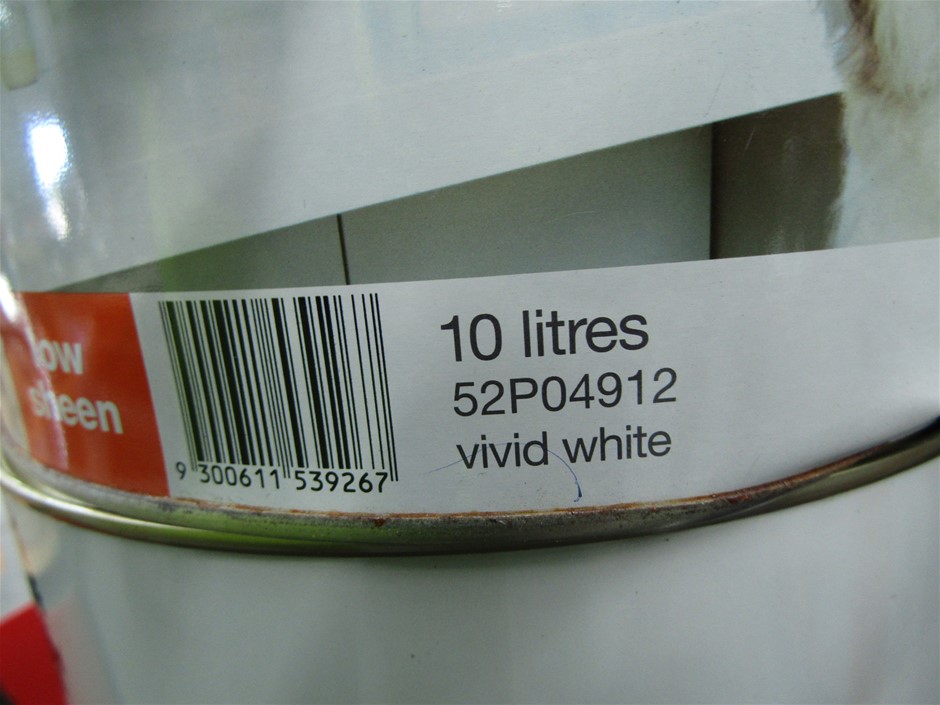 low
sheen
9 300611 539267
10 litres
52P04912
vivid white